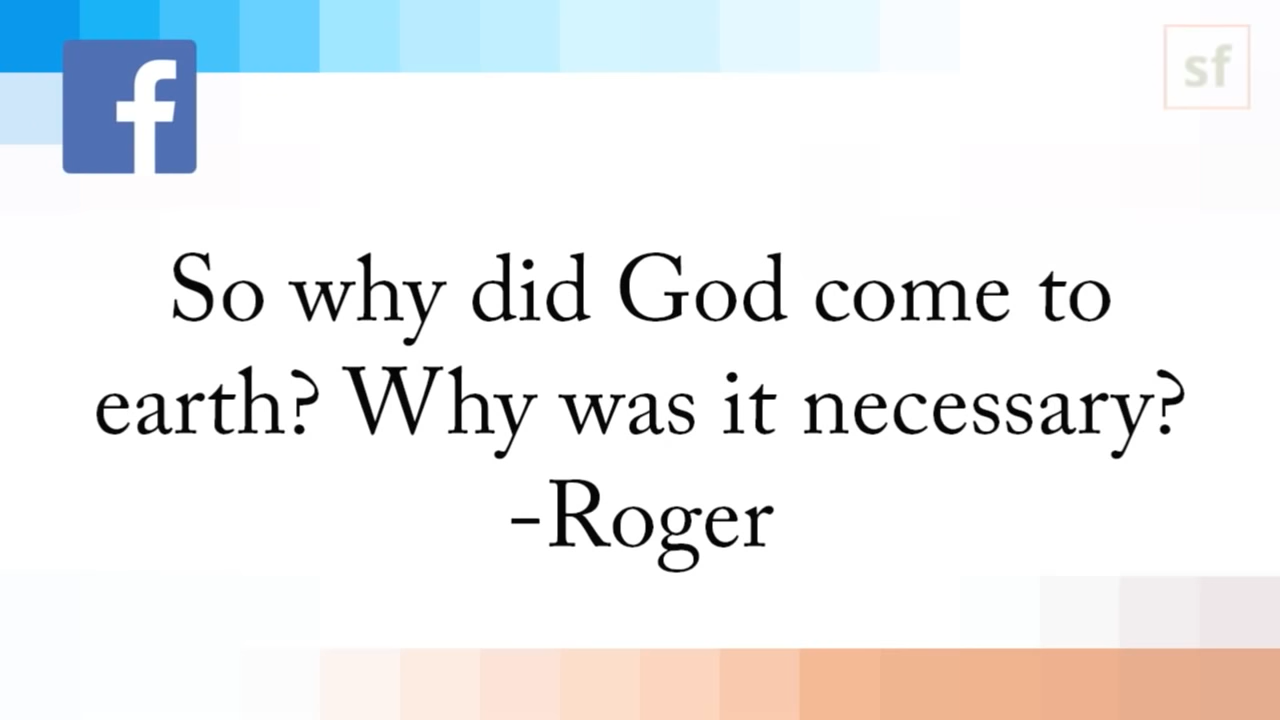 f
sf
So why did God come to
earth? Why was it necessary?
-Roger